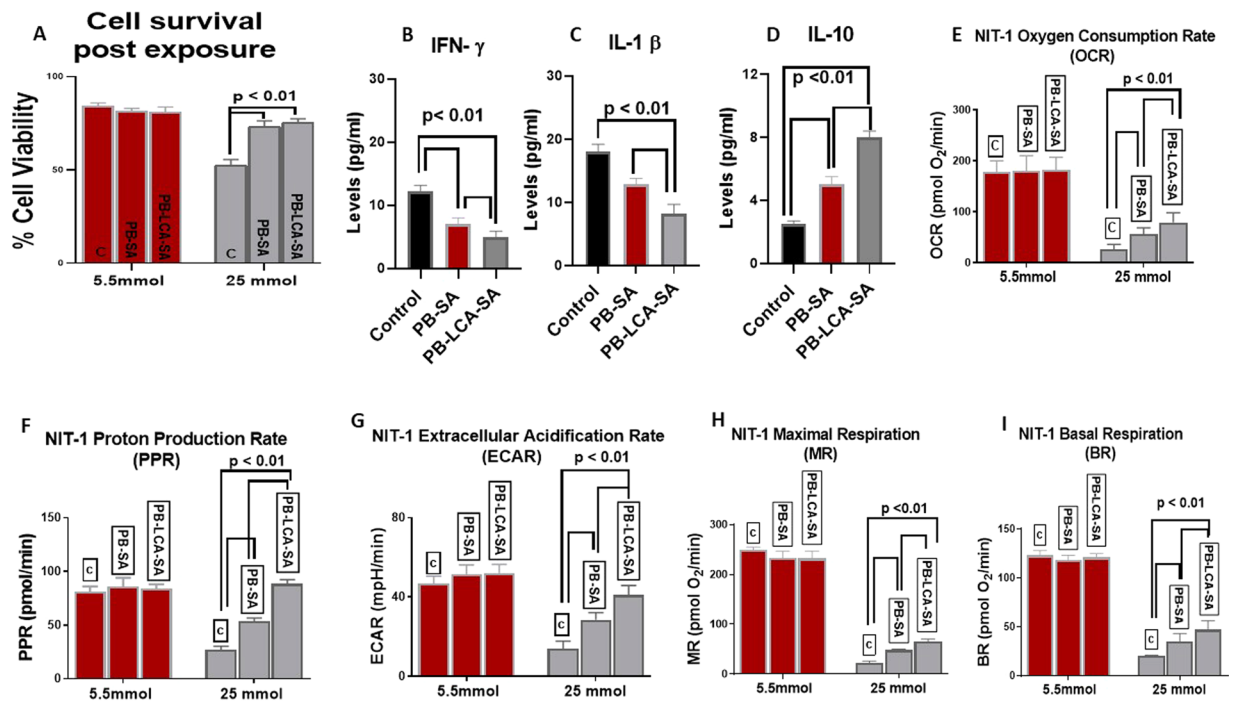 A
Cell survival
post exposure
% Cell Viability
100
50
0
p < 0.01
C
PB-SA
PB-LCA-SA
C
PB-SA
PB-LCA-SA
5.5mmol
25 mmol
B
IFN- γ
Levels (pg/ml)
30
20
10
0
p< 0.01
Control
PB-SA
PB-LCA-SA
C
IL-1 β
Levels (pg/ml)
30
20
10
0
p < 0.01
Control
PB-SA
PB-LCA-SA
D
IL-10
Levels (pg/ml)
12
8
4
0
p <0.01
Control
PB-SA
PB-LCA-SA
E
NIT-1 Oxygen Consumption Rate
(OCR)
OCR (pmol O2/min)
300
200
100
0
p < 0.01
C
PB-SA
PB-LCA-SA
C
PB-SA
PB-LCA-SA
5.5mmol
25 mmol
F
NIT-1 Proton Production Rate
(PPR)
PPR (pmol/min)
150
100
50
0
p < 0.01
C
PB-SA
PB-LCA-SA
C
PB-SA
PB-LCA-SA
5.5mmol
25 mmol
G
NIT-1 Extracellular Acidification Rate
(ECAR)
ECAR (mpH/min)
80
40
0
p < 0.01
C
PB-SA
PB-LCA-SA
C
PB-SA
PB-LCA-SA
5.5mmol
25 mmol
H
NIT-1 Maximal Respiration
(MR)
MR (pmol O2/min)
300
200
100
0
p <0.01
C
PB-SA
PB-LCA-SA
C
PB-SA
PB-LCA-SA
5.5mmol
25 mmol
I
NIT-1 Basal Respiration
(BR)
BR (pmol O2/min)
150
100
50
0
p < 0.01
C
PB-SA
PB-LCA-SA
C
PB-SA
PB-LCA-SA
5.5mmol
25 mmol